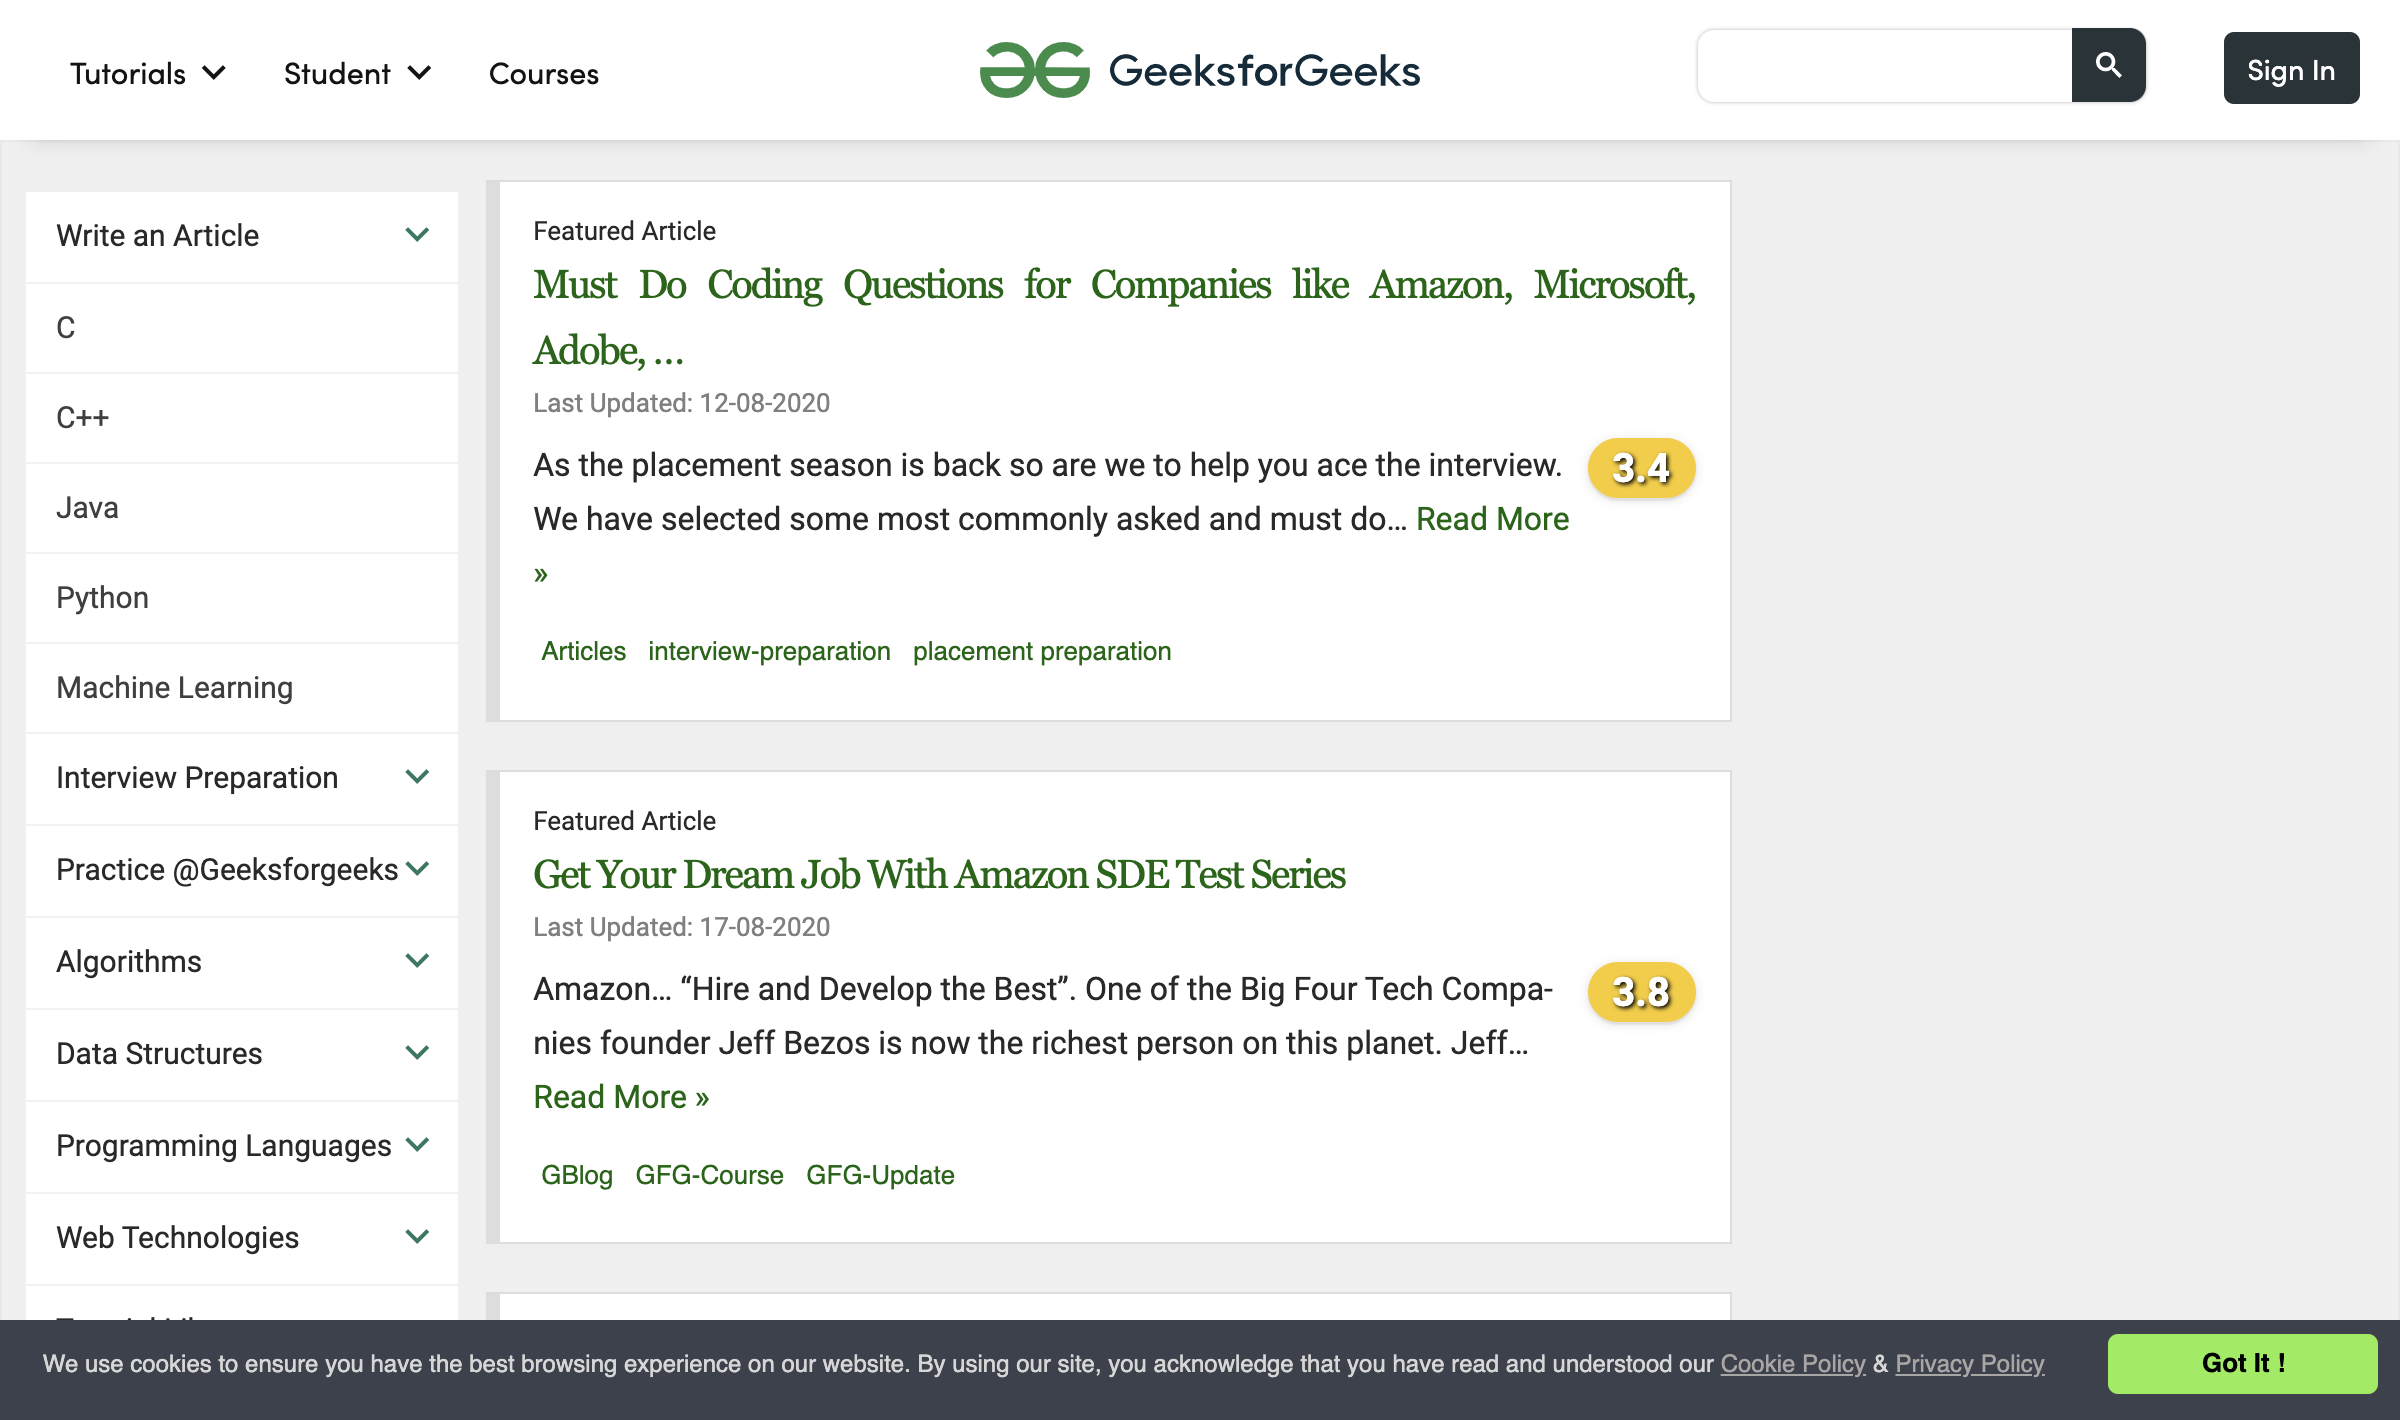 Tutorials Student Courses
GeeksforGeeks
Sign In
Write an Article
C
C++
Java
Python
Machine Learning
Interview Preparation
Practice @Geeksforgeeks
Algorithms
Data Structures
Programming Languages
Web Technologies
Featured Article
Must Do Coding Questions for Companies like Amazon, Microsoft,
Adobe, ...
Last Updated: 12-08-2020
As the placement season is back so are we to help you ace the interview.
We have selected some most commonly asked and must do... Read More
»
3.4
Articles interview-preparation placement preparation
Featured Article
Get Your Dream Job With Amazon SDE Test Series
Last Updated: 17-08-2020
Amazon... “Hire and Develop the Best”. One of the Big Four Tech Compa-
nies founder Jeff Bezos is now the richest person on this planet. Jeff...
Read More »
3.8
GBlog GFG-Course GFG-Update
We use cookies to ensure you have the best browsing experience on our website. By using our site, you acknowledge that you have read and understood our Cookie Policy & Privacy Policy
Got It !